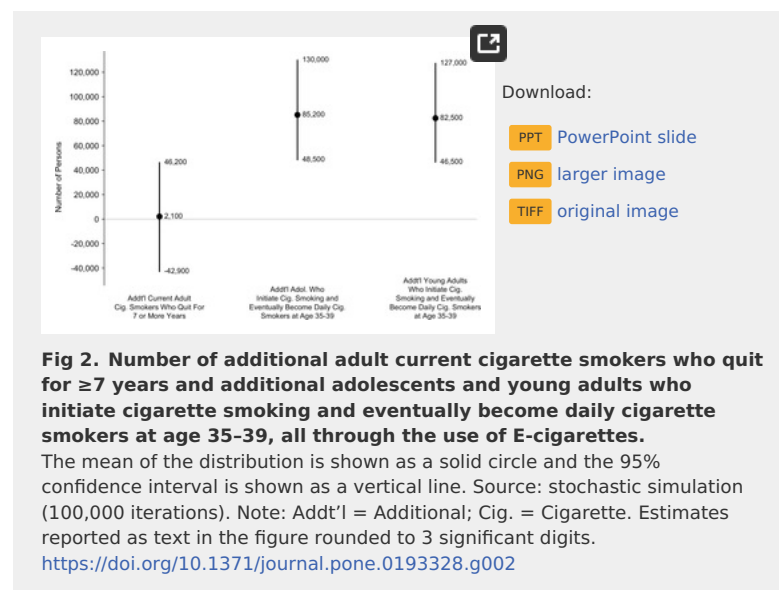 130,000
127,000
120,000
100,000
85,200
82,500
80,000
60,000
48,500
46,500
46,200
40,000
20,000
2,100
0
-20,000
-40,000
-42,900
Number of Persons
Addt'l Current Adult
Cig. Smokers Who Quit For
7 or More Years
Addt'l Adol. Who
Initiate Cig. Smoking and
Eventually Become Daily Cig.
Smokers at Age 35-39
Addt'l Young Adults
Who Initiate Cig.
Smoking and Eventually
Become Daily Cig. Smokers
at Age 35-39
Download:
PPT PowerPoint slide
PNG larger image
TIFF original image
Fig 2. Number of additional adult current cigarette smokers who quit
for ≥7 years and additional adolescents and young adults who
initiate cigarette smoking and eventually become daily cigarette
smokers at age 35–39, all through the use of E-cigarettes.
The mean of the distribution is shown as a solid circle and the 95%
confidence interval is shown as a vertical line. Source: stochastic simulation
(100,000 iterations). Note: Addt’l = Additional; Cig. = Cigarette. Estimates
reported as text in the figure rounded to 3 significant digits.
https://doi.org/10.1371/journal.pone.0193328.g002